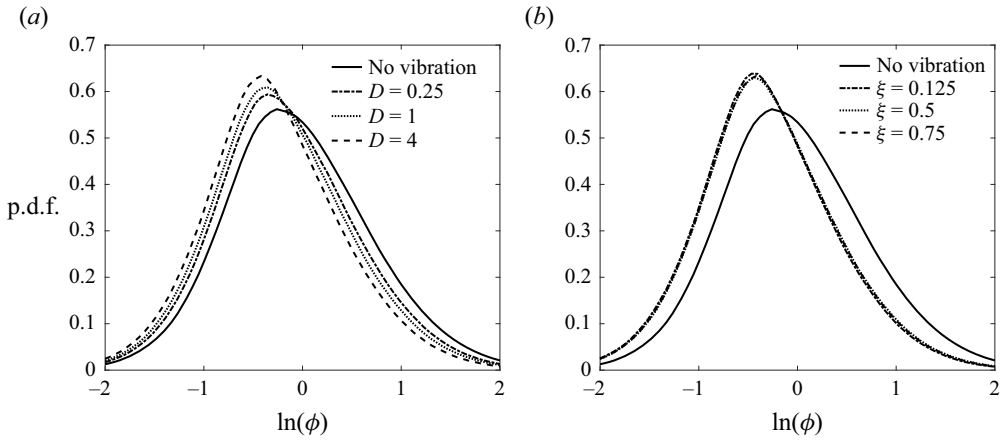 (a)
0.7
0.6
0.5
0.4
0.3
0.2
0.1
0
p.d.f.
No vibration
D = 0.25
D = 1
D = 4
−2
−1
0
1
2
ln(ϕ)
(b)
0.7
0.6
0.5
0.4
0.3
0.2
0.1
0
No vibration
ξ = 0.125
ξ = 0.5
ξ = 0.75
−2
−1
0
1
2
ln(ϕ)